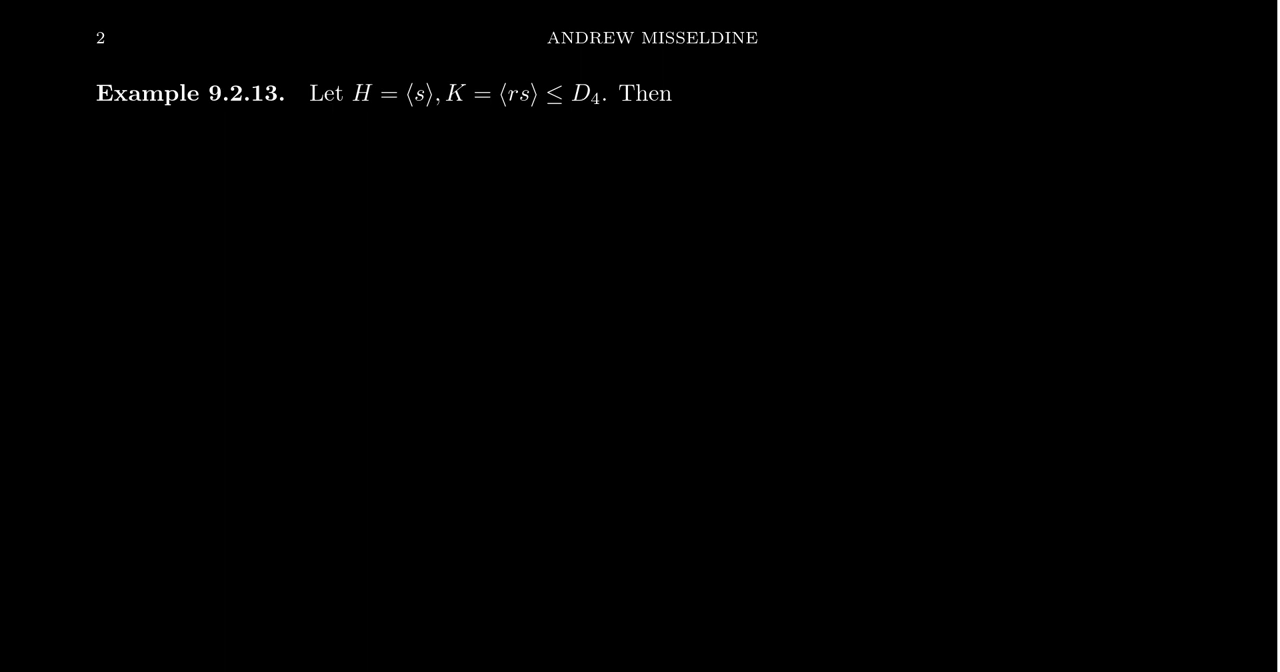 2 ANDREW MISSELDINE
Example 9.2.13. Let H = ⟨s⟩, K = ⟨rs⟩ ≤ D₄. Then